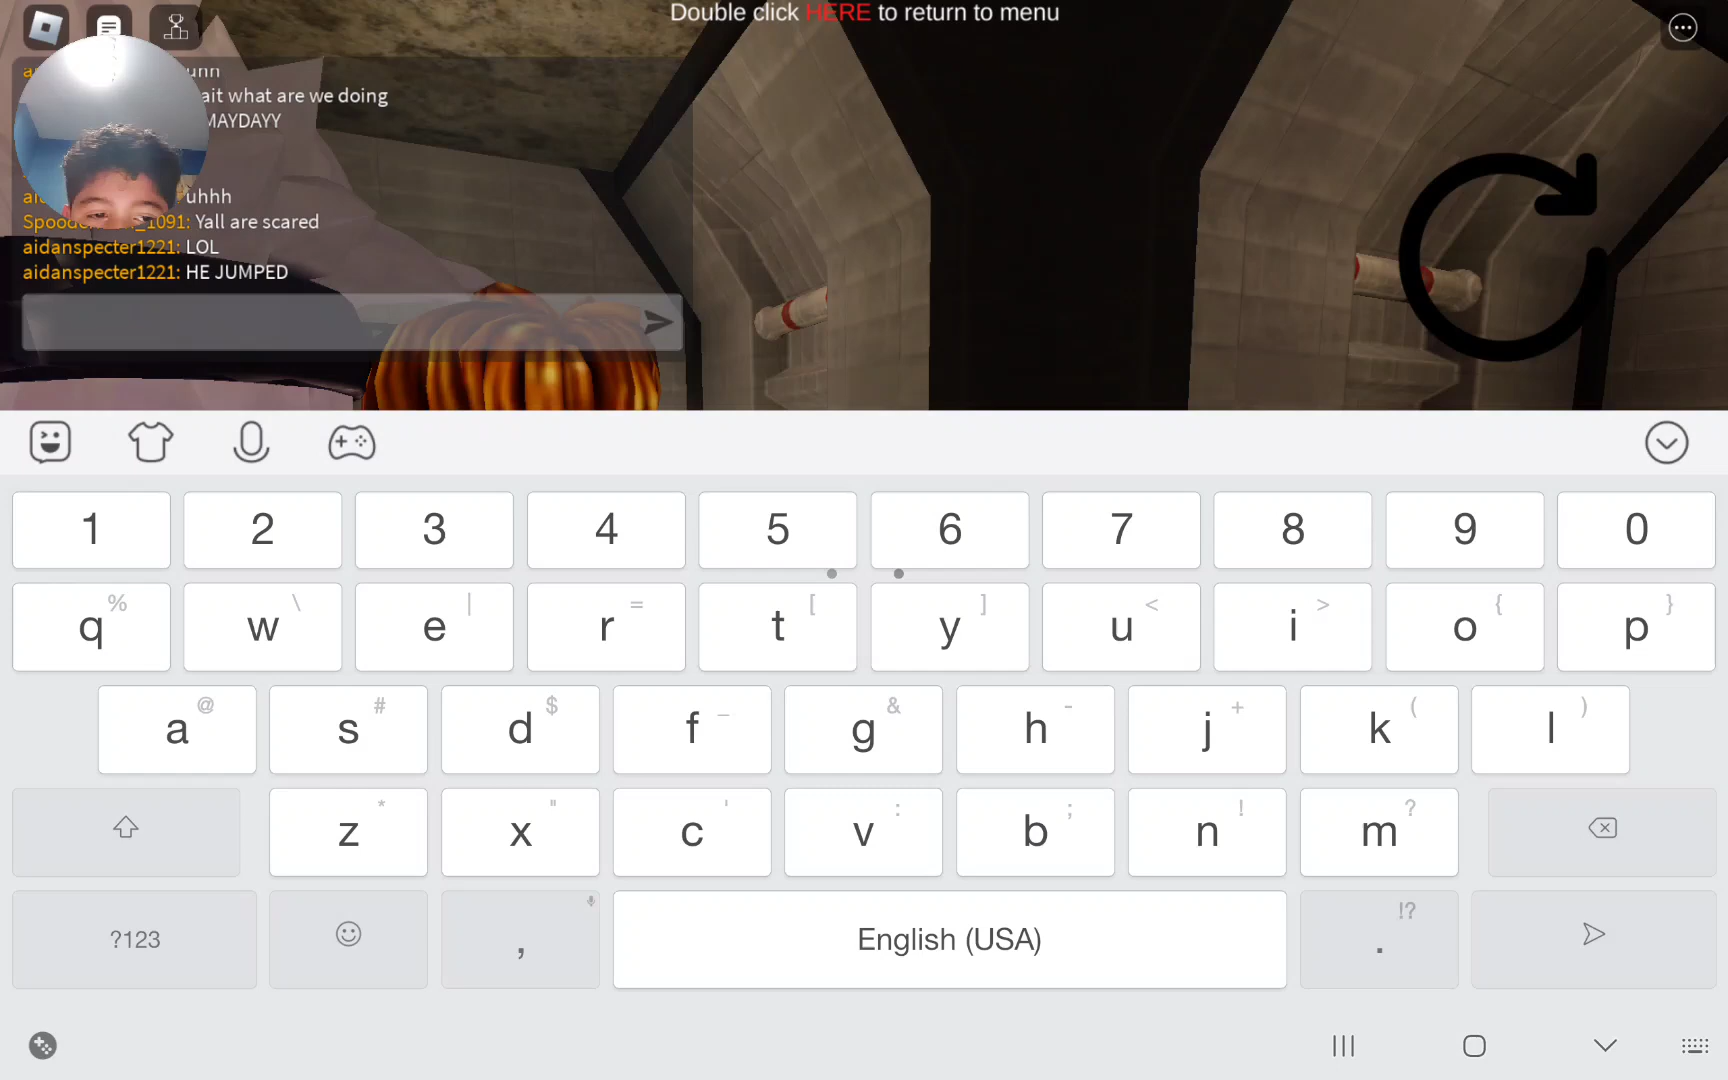 Double click HERE to return to menu
ait what are we doing
MAYDAYY
uhhh
1091: Yall are scared
aidanspecter1221: LOL
aidanspecter1221: HE JUMPED
1 2 3 4 5 6 7 8 9 0
% \ | = [ ] < > { }
q w e r t y u i o p
@ # $ _ & - + ( )
a s d f g h j k l
* " ' : ; ! ?
z x c v b n m
!?
?123 , English (USA) .